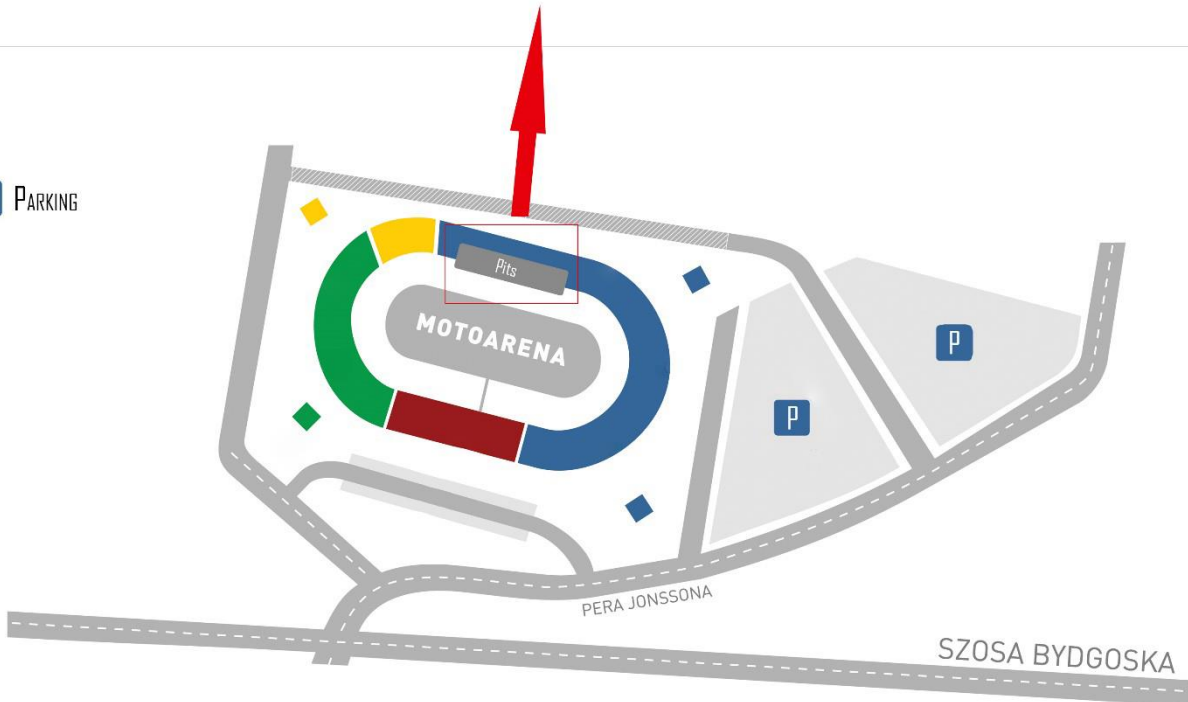 PARKING
Pits
MOTOARENA
P
P
PERA JONSSONA
SZOSA BYDGOSKA